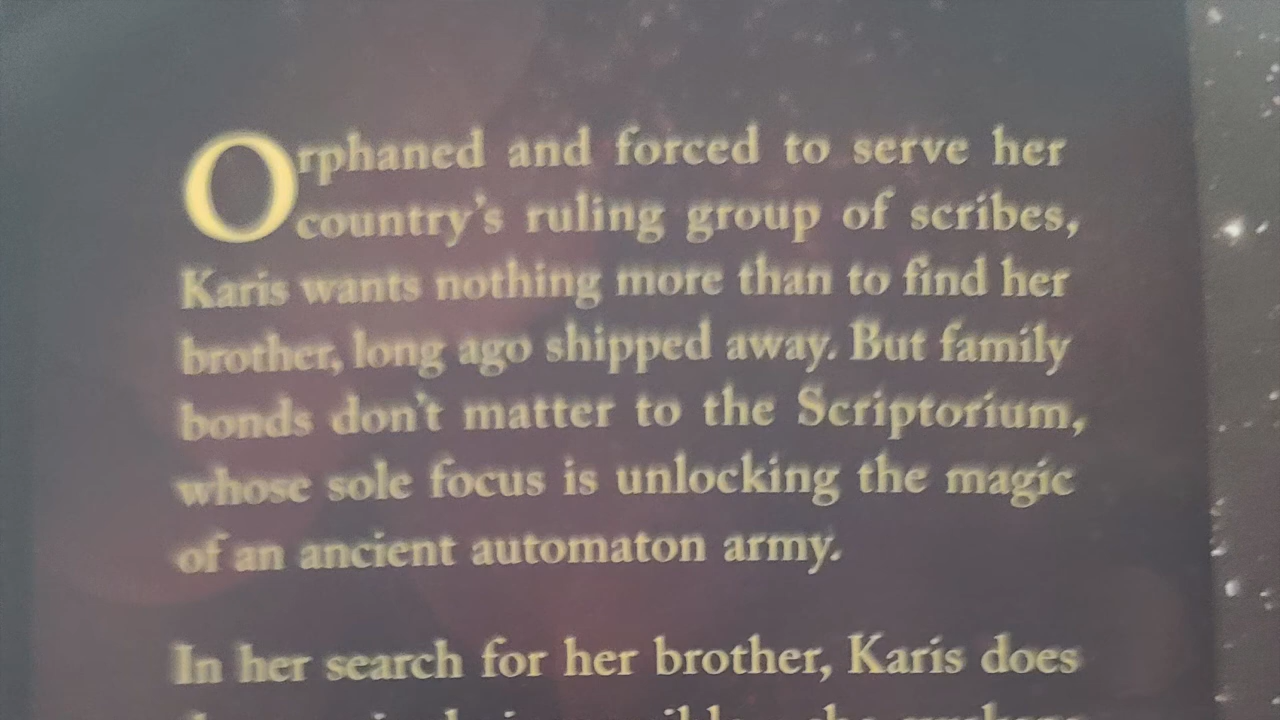 Orphaned and forced to serve her
country's ruling group of scribes,
Karis wants nothing more than to find her
brother, long ago shipped away. But family
bonds don't matter to the Scriptorium,
whose sole focus is unlocking the magic
of an ancient automaton army.
In her search for her brother, Karis does